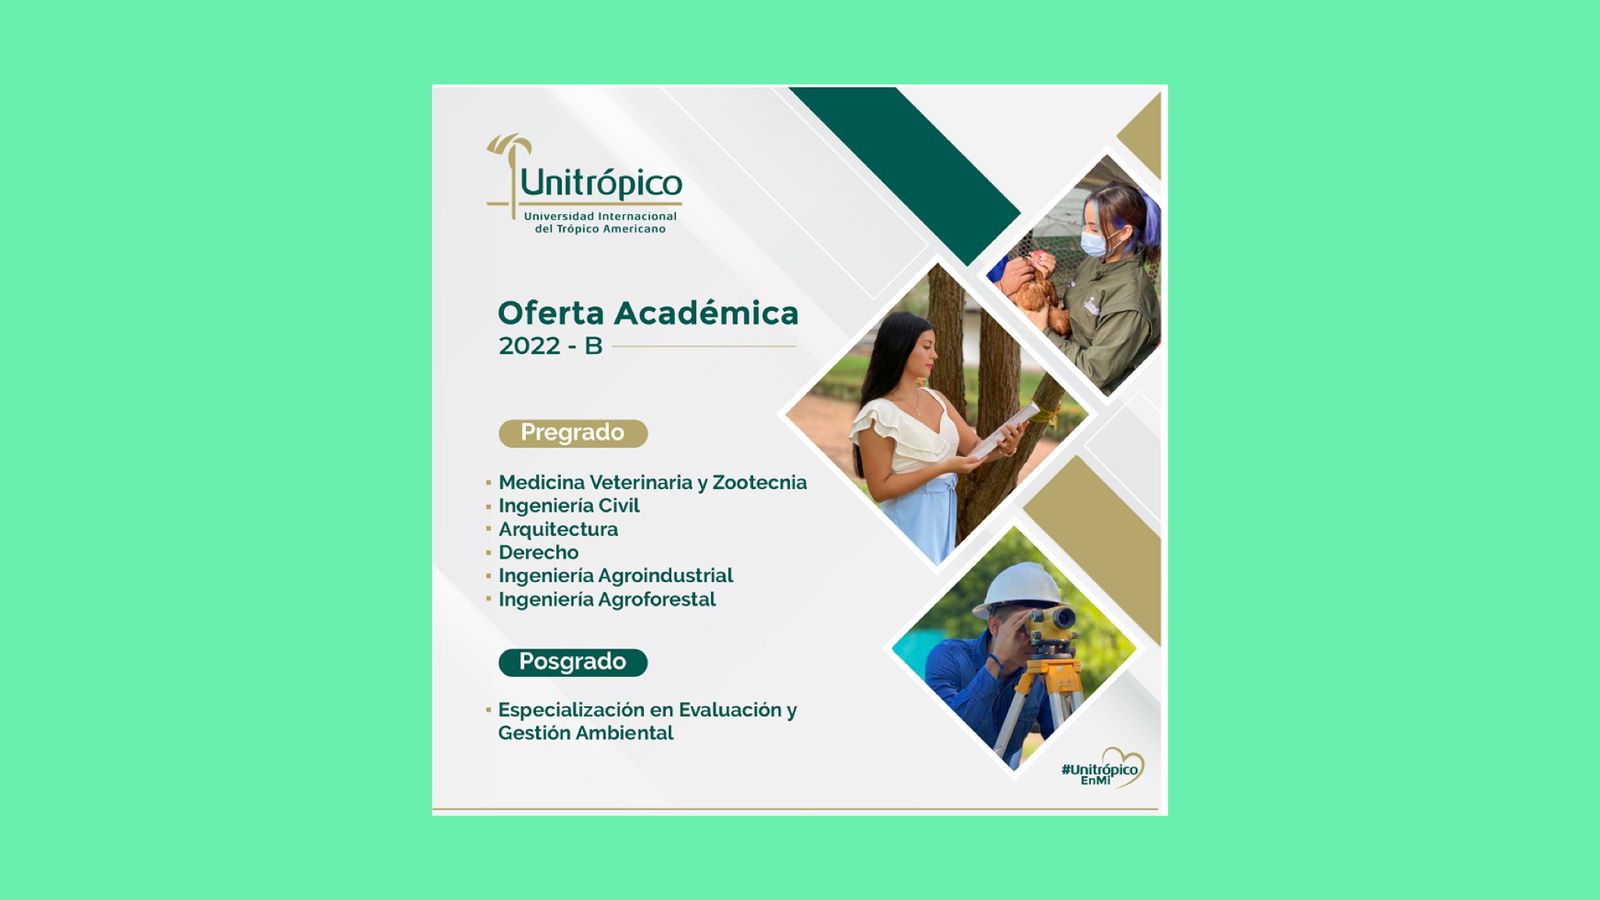 Unitrópico
Universidad Internacional
del Trópico Americano
Oferta Académica
2022 - B
Pregrado
Medicina Veterinaria y Zootecnia
Ingeniería Civil
Arquitectura
Derecho
Ingeniería Agroindustrial
Ingeniería Agroforestal
Posgrado
Especialización en Evaluación y
Gestión Ambiental
#Unitrópico
EnMi